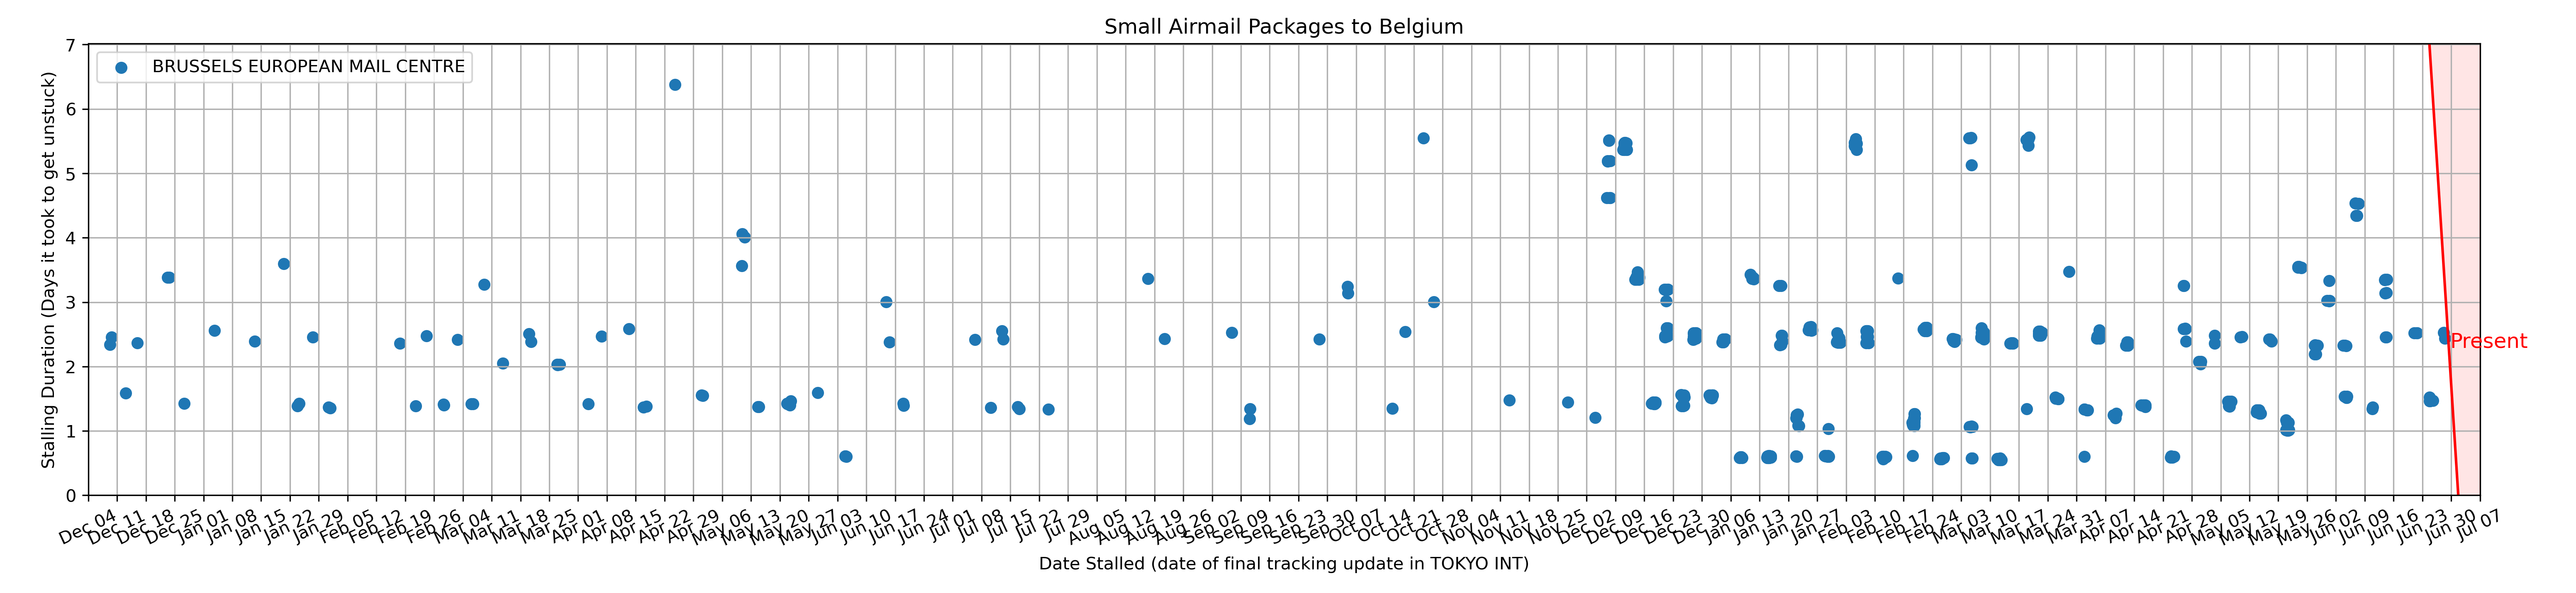 Small Airmail Packages to Belgium
BRUSSELS EUROPEAN MAIL CENTRE
Stalling Duration (Days it took to get unstuck)
7
6
5
4
3
2
1
0
Present
Dec 04 Dec 11 Dec 18 Dec 25 Jan 01 Jan 08 Jan 15 Jan 22 Jan 29 Feb 05 Feb 12 Feb 19 Feb 26 Mar 04 Mar 11 Mar 18 Mar 25 Apr 01 Apr 08 Apr 15 Apr 22 Apr 29 May 06 May 13 May 20 May 27 Jun 03 Jun 10 Jun 17 Jun 24 Jul 01 Jul 08 Jul 15 Jul 22 Jul 29 Aug 05 Aug 12 Aug 19 Aug 26 Sep 02 Sep 09 Sep 16 Sep 23 Sep 30 Oct 07 Oct 14 Oct 21 Oct 28 Nov 04 Nov 11 Nov 18 Nov 25 Dec 02 Dec 09 Dec 16 Dec 23 Dec 30 Jan 06 Jan 13 Jan 20 Jan 27 Feb 03 Feb 10 Feb 17 Feb 24 Mar 03 Mar 10 Mar 17 Mar 24 Mar 31 Apr 07 Apr 14 Apr 21 Apr 28 May 05 May 12 May 19 May 26 Jun 02 Jun 09 Jun 16 Jun 23 Jun 30 Jul 07
Date Stalled (date of final tracking update in TOKYO INT)